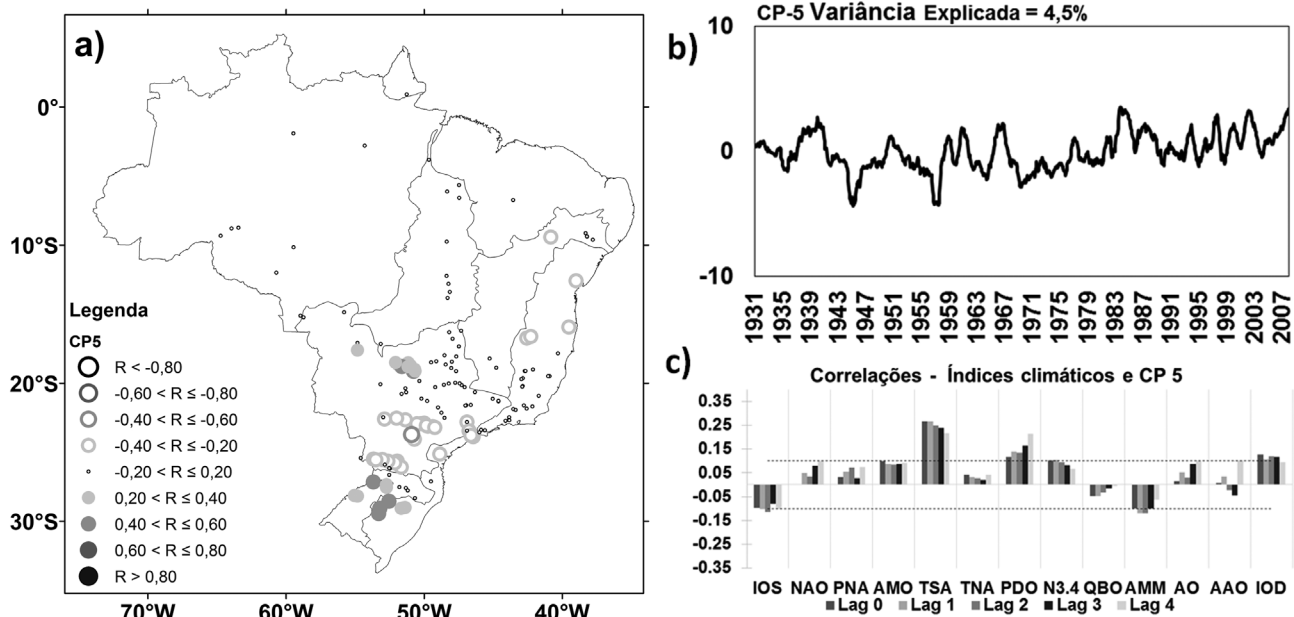 a)
0°
10°S
20°S
30°S
70°W
60°W
50°W
40°W
Legenda
CP5
R < -0,80
-0,60 < R ≤ -0,80
-0,40 < R ≤ -0,60
-0,40 < R ≤ -0,20
-0,20 < R ≤ 0,20
0,20 < R ≤ 0,40
0,40 < R ≤ 0,60
0,60 < R ≤ 0,80
R > 0,80
b)
CP-5 Variância Explicada = 4,5%
10
0
-10
1931
1935
1939
1943
1947
1951
1955
1959
1963
1967
1971
1975
1979
1983
1987
1991
1995
1999
2003
2007
c)
Correlações - Índices climáticos e CP 5
0.35
0.25
0.15
0.05
-0.05
-0.15
-0.25
-0.35
IOS NAO PNA AMO TSA TNA PDO N3.4 QBO AMM AO AAO IOD
Lag 0 Lag 1 Lag 2 Lag 3 Lag 4